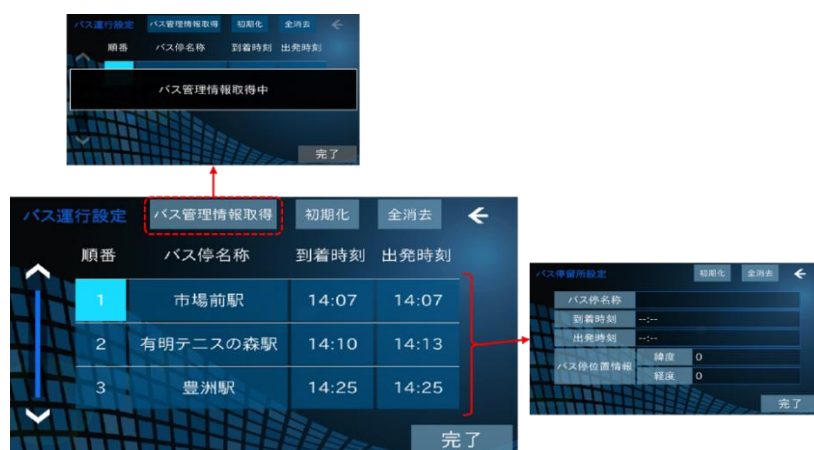 バス運行設定 バス管理情報取得 初期化 全消去
順番 バス停名称 到着時刻 出発時刻
バス管理情報取得中
完了
バス運行設定 バス管理情報取得 初期化 全消去
順番 バス停名称 到着時刻 出発時刻
1 市場前駅 14:07 14:07
2 有明テニスの森駅 14:10 14:13
3 豊洲駅 14:25 14:25
完了
バス停留所設定 初期化 全消去
バス停名称
到着時刻 --:--
出発時刻 --:--
バス停位置情報 緯度 0
経度 0
完了